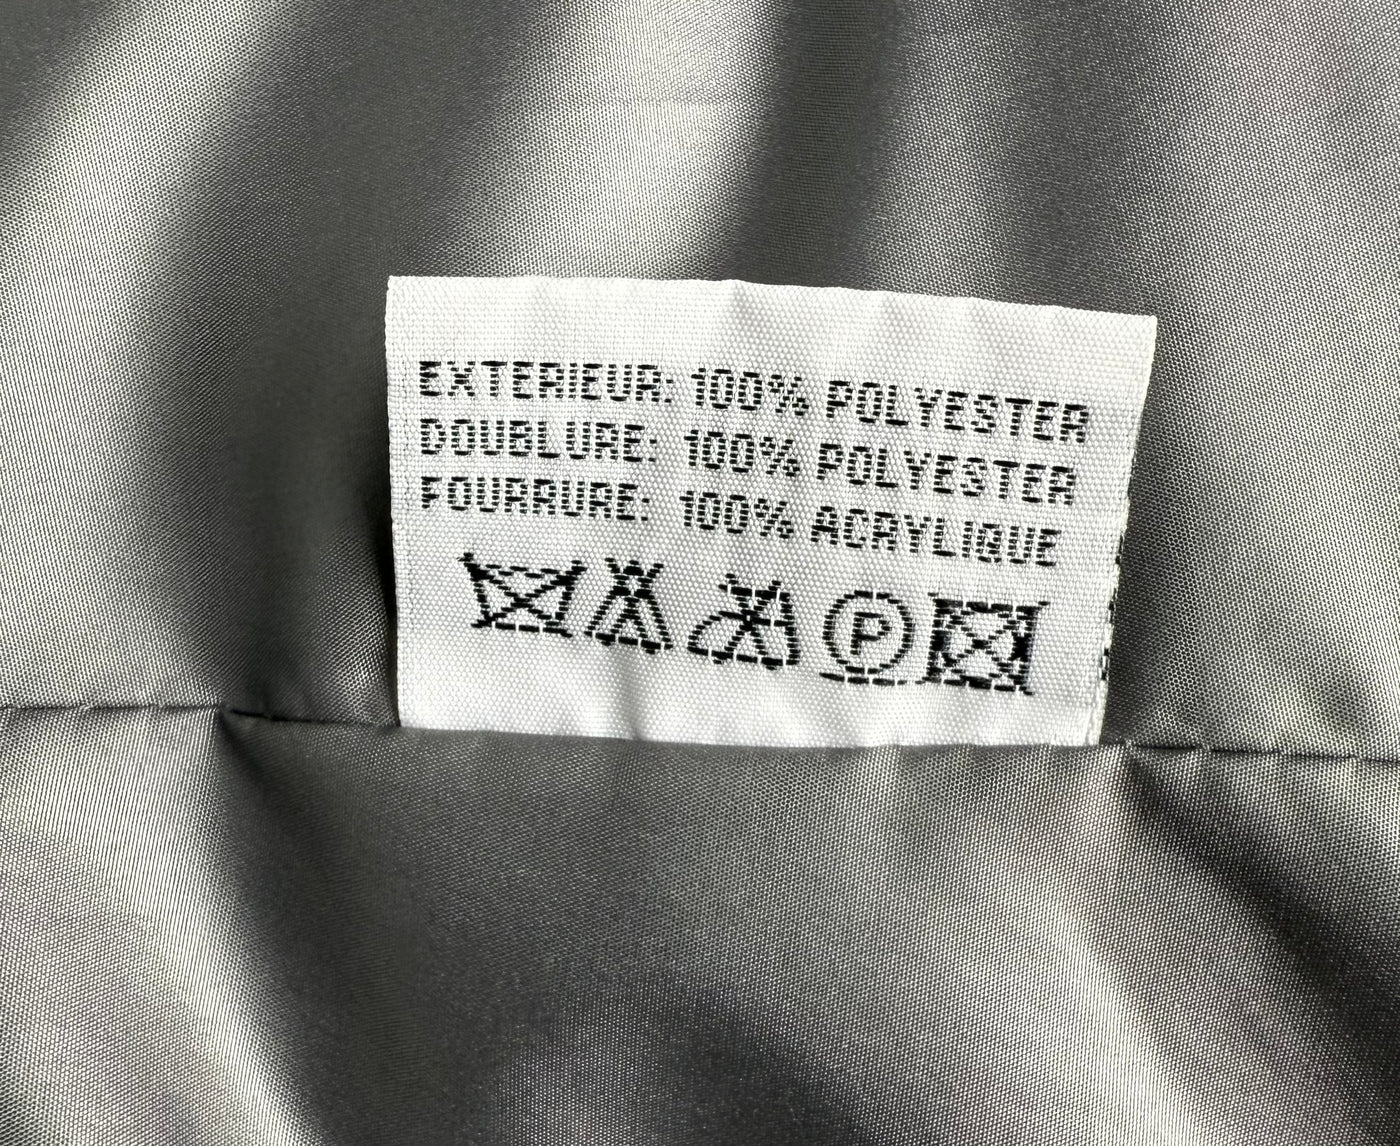 EXTERIEUR: 100% POLYESTER
DOUBLURE: 100% POLYESTER
FOURRURE: 100% ACRYLIQUE
P